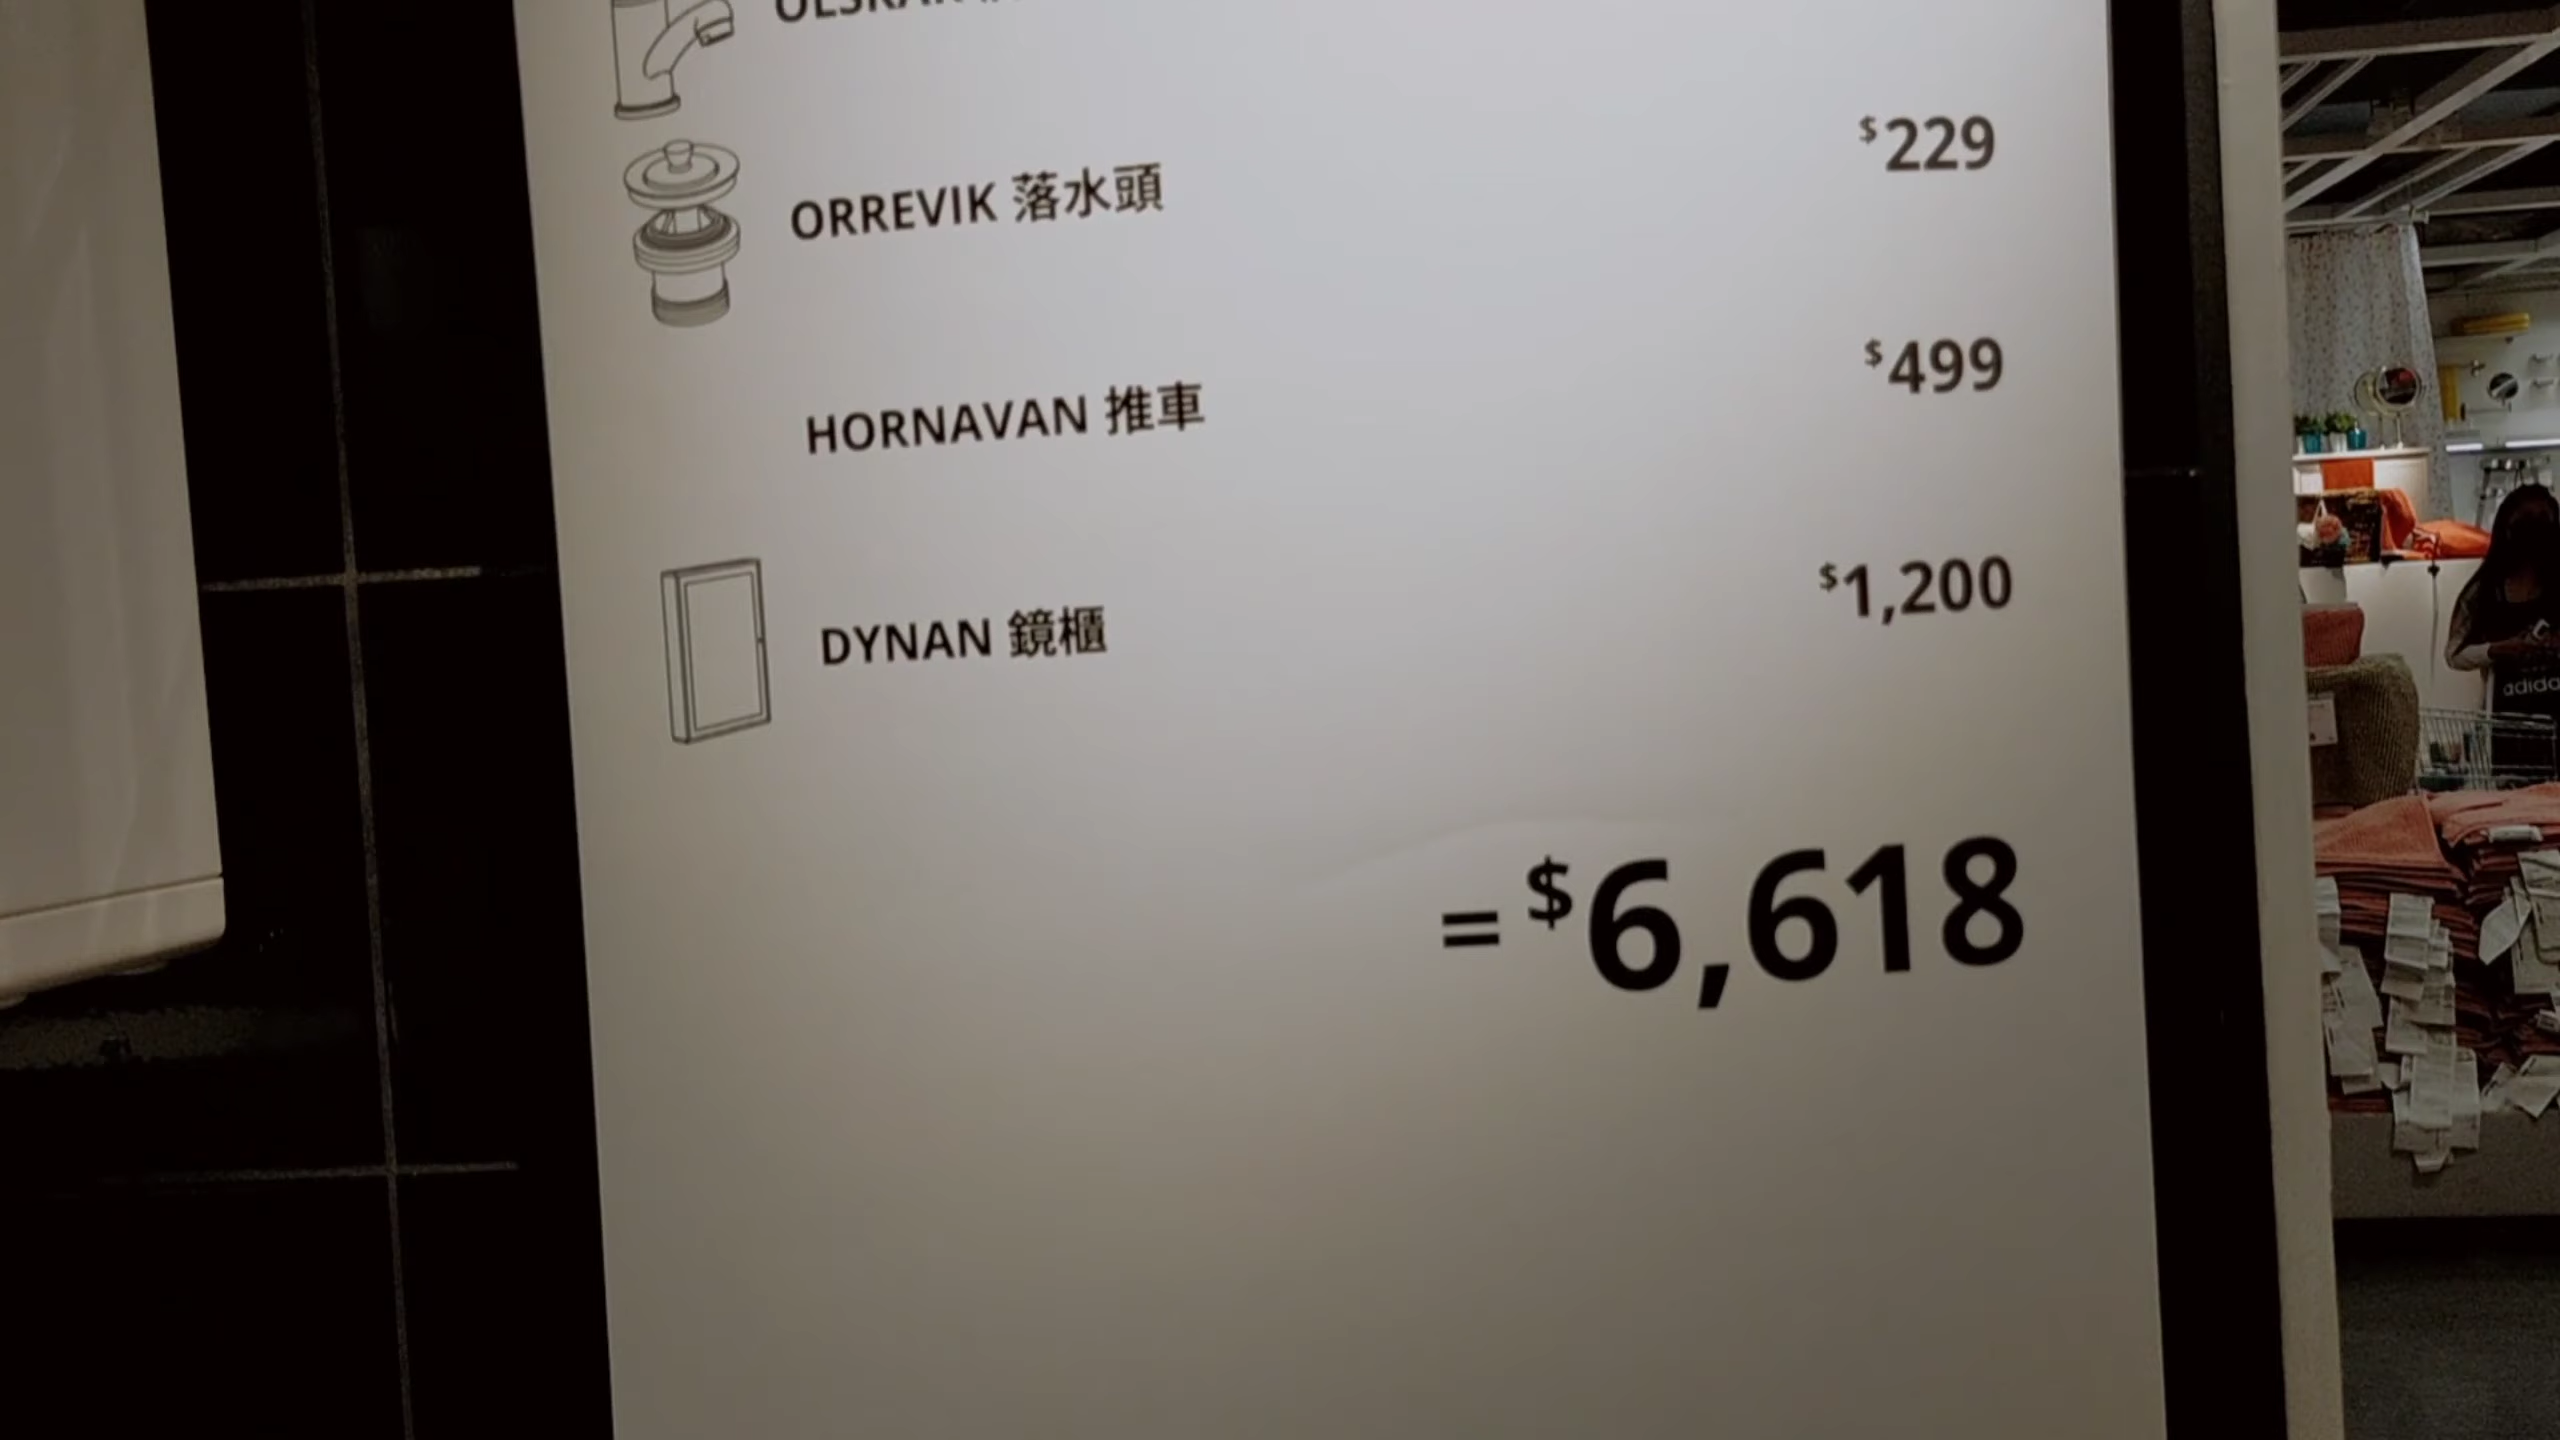 ORREVIK 落水頭 $229
HORNAVAN 推車 $499
DYNAN 鏡櫃 $1,200
= $6,618